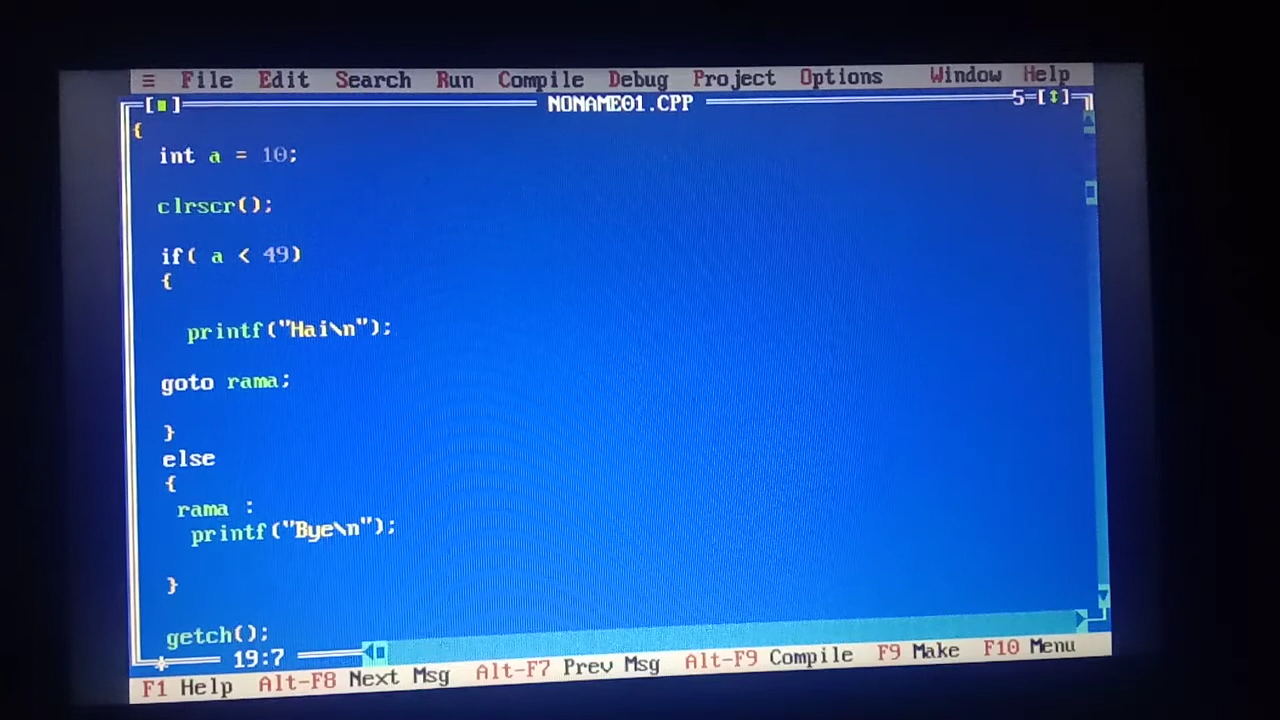 ≡ File Edit Search Run Compile Debug Project Options Window Help
[■] NONAME01.CPP 5=[↕]
{
int a = 10;
clrscr();
if( a < 49)
{
printf("Hai\n");
goto rama;
}
else
{
rama :
printf("Bye\n");
}
getch();
19:7
F1 Help Alt-F8 Next Msg Alt-F7 Prev Msg Alt-F9 Compile F9 Make F10 Menu